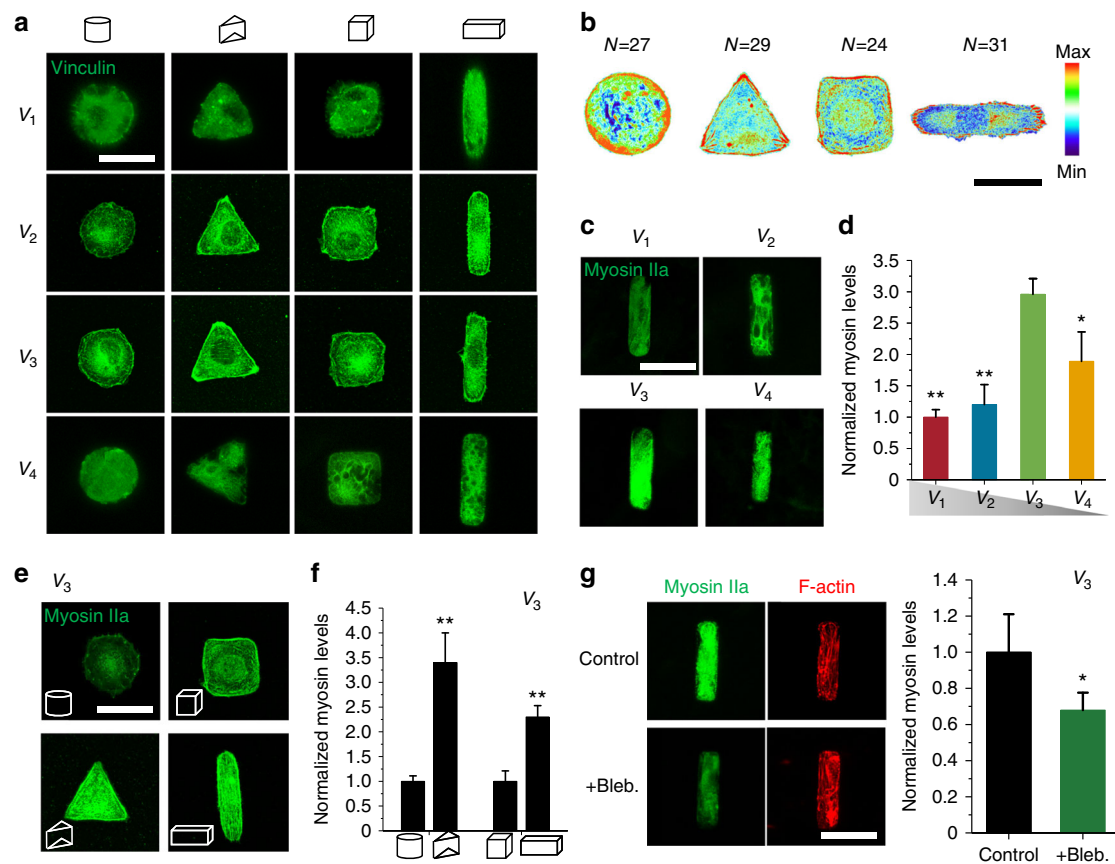 a
Vinculin
V1
V2
V3
V4
b
N=27 N=29 N=24 N=31
Max
Min
c
V1 V2
Myosin IIa
V3 V4
d
Normalized myosin levels
3.5
3.0
2.5
2.0
1.5
1.0
0.5
0
** ** *
V1 V2 V3 V4
e
V3
Myosin IIa
f
V3
Normalized myosin levels
4.5
4.0
3.5
3.0
2.5
2.0
1.5
1.0
0.5
0
** **
g
Myosin IIa F-actin
Control
+Bleb.
V3
Normalized myosin levels
1.4
1.2
1.0
0.8
0.6
0.4
0.2
0
*
Control +Bleb.